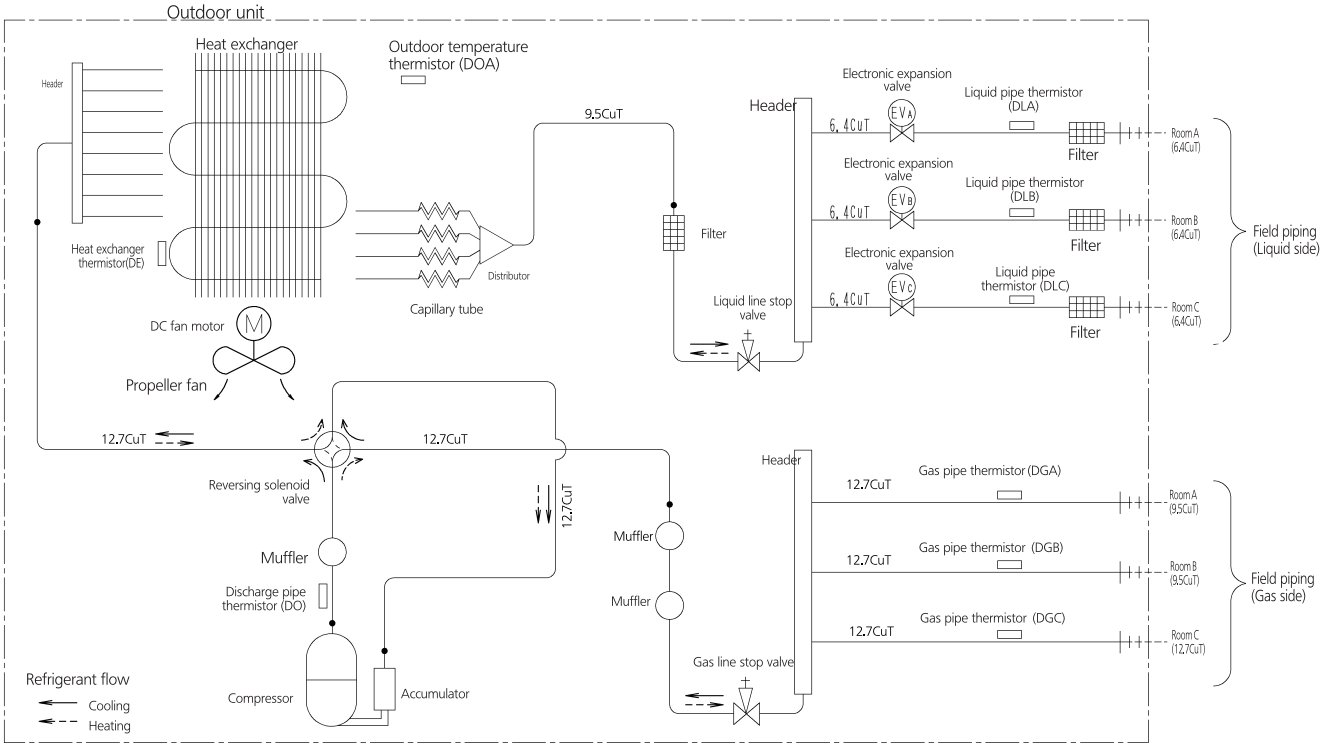 Outdoor unit
Heat exchanger
Header
Outdoor temperature
thermistor (DOA)
9.5CuT
Heat exchanger
thermistor(DE)
Capillary tube
Distributor
Filter
Liquid line stop
valve
Header
Electronic expansion
valve
EVA
6.4CuT
Liquid pipe thermistor
(DLA)
Filter
Room A
(6.4CuT)
Electronic expansion
valve
EVB
6.4CuT
Liquid pipe thermistor
(DLB)
Filter
Room B
(6.4CuT)
Electronic expansion
valve
EVC
6.4CuT
Liquid pipe
thermistor (DLC)
Filter
Room C
(6.4CuT)
Field piping
(Liquid side)
DC fan motor
M
Propeller fan
12.7CuT
12.7CuT
Reversing solenoid
valve
12.7CuT
Muffler
Discharge pipe
thermistor (DO)
Compressor
Accumulator
Muffler
Muffler
Gas line stop valve
Header
12.7CuT
Gas pipe thermistor (DGA)
Room A
(9.5CuT)
12.7CuT
Gas pipe thermistor (DGB)
Room B
(9.5CuT)
12.7CuT
Gas pipe thermistor (DGC)
Room C
(12.7CuT)
Field piping
(Gas side)
Refrigerant flow
Cooling
Heating